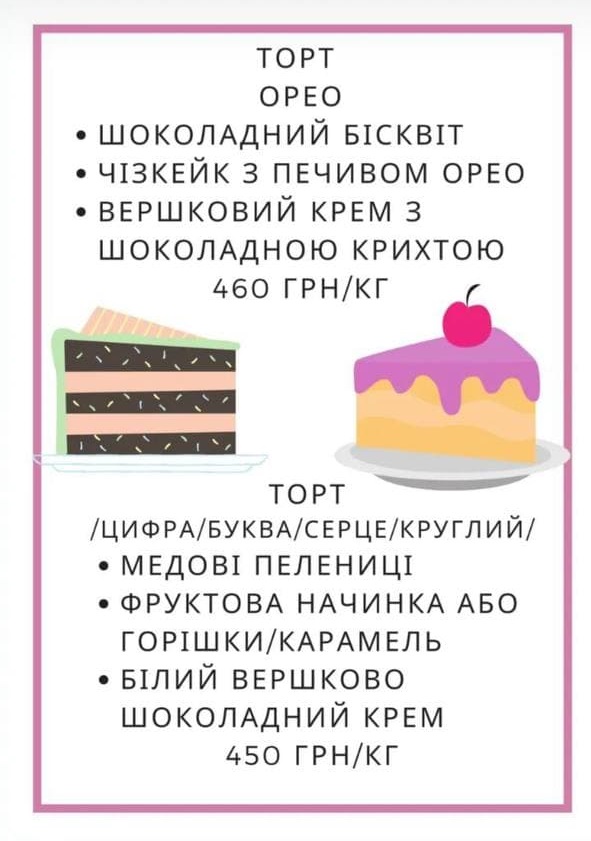 ТОРТ
ОРЕО
• ШОКОЛАДНИЙ БІСКВІТ
• ЧІЗКЕЙК З ПЕЧИВОМ ОРЕО
• ВЕРШКОВИЙ КРЕМ З
ШОКОЛАДНОЮ КРИХТОЮ
460 ГРН/КГ
ТОРТ
/ЦИФРА/БУКВА/СЕРЦЕ/КРУГЛИЙ/
• МЕДОВІ ПЕЛЕНИЦІ
• ФРУКТОВА НАЧИНКА АБО
ГОРІШКИ/КАРАМЕЛЬ
• БІЛИЙ ВЕРШКОВО
ШОКОЛАДНИЙ КРЕМ
450 ГРН/КГ